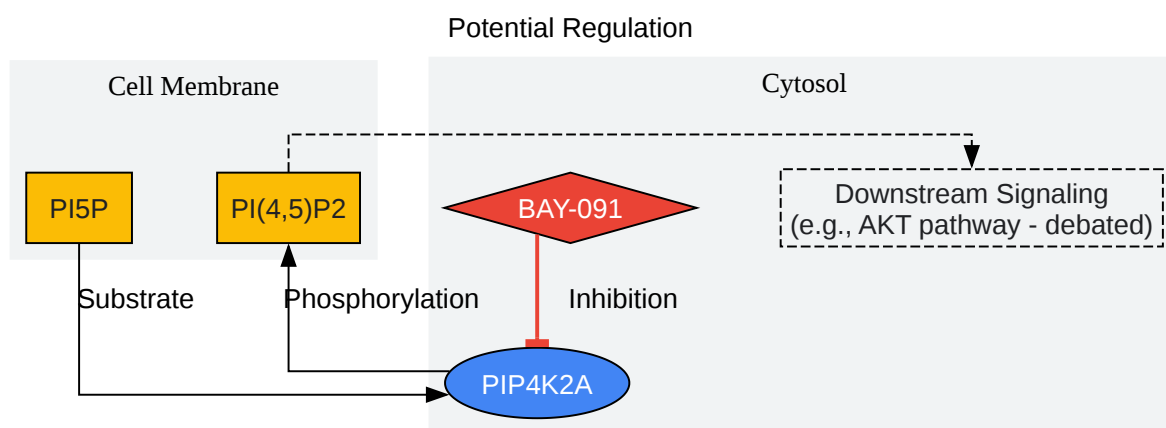 Potential Regulation
Cell Membrane
Cytosol
PI5P
PI(4,5)P2
BAY-091
Downstream Signaling
(e.g., AKT pathway - debated)
Substrate
Phosphorylation
Inhibition
PIP4K2A